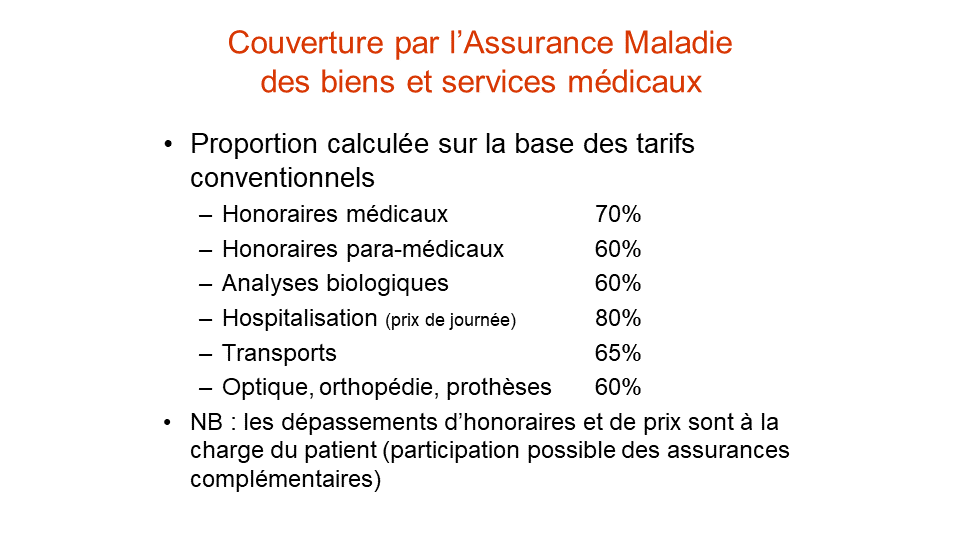 Couverture par l’Assurance Maladie
des biens et services médicaux
• Proportion calculée sur la base des tarifs
conventionnels
– Honoraires médicaux 70%
– Honoraires para-médicaux 60%
– Analyses biologiques 60%
– Hospitalisation (prix de journée) 80%
– Transports 65%
– Optique, orthopédie, prothèses 60%
• NB : les dépassements d’honoraires et de prix sont à la
charge du patient (participation possible des assurances
complémentaires)